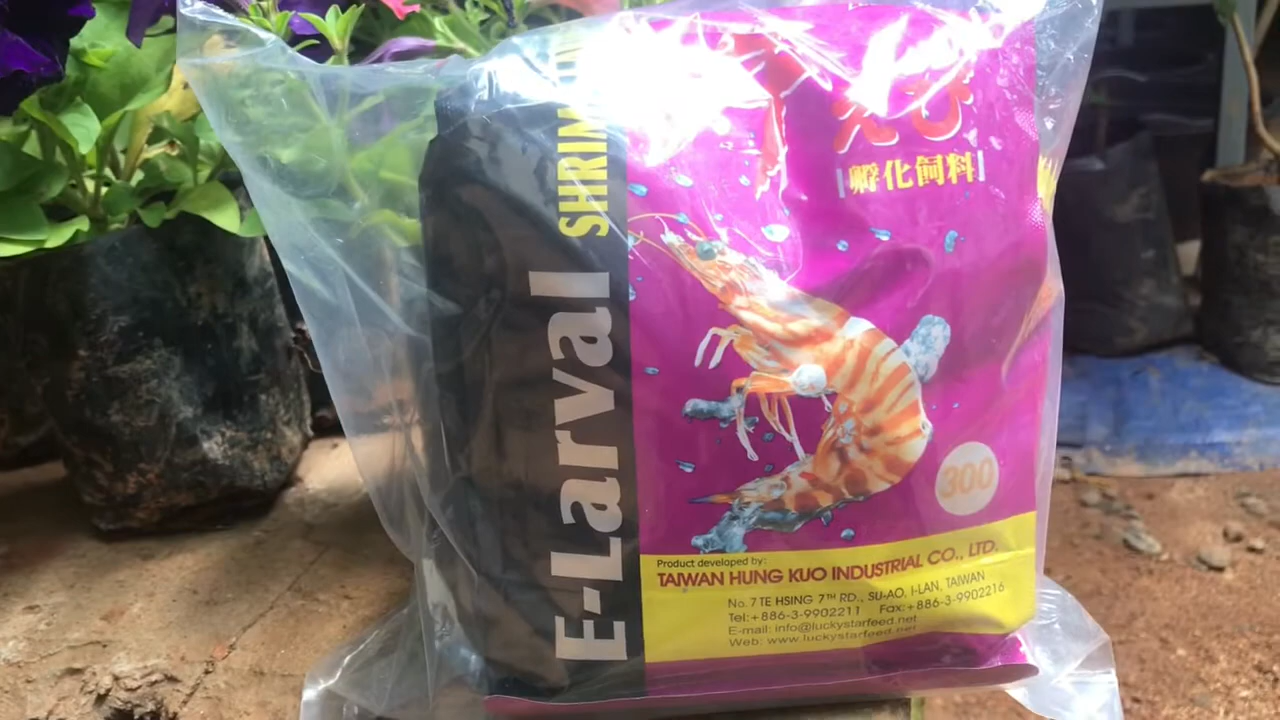 E-Larval
SHRIM
えび
孵化飼料
300
Product developed by:
TAIWAN HUNG KUO INDUSTRIAL CO., LTD.
No. 7 TE HSING 7TH RD., SU-AO, I-LAN, TAIWAN
Tel:+886-3-9902211 Fax:+886-3-9902216
E-mail: info@luckystarfeed.net
Web: www.luckystarfeed.net